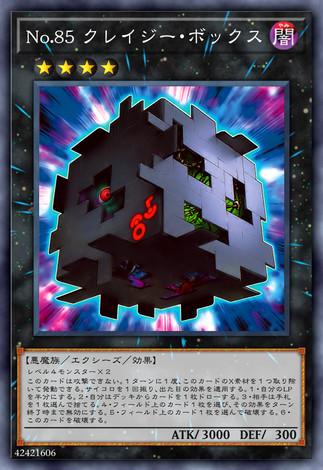 No.85 クレイジー・ボックス
闇
85
【悪魔族／エクシーズ／効果】
レベル４モンスター×２
このカードは攻撃できない。１ターンに１度、このカードのX素材を１つ取り除
いて発動できる。サイコロを１回振り、出た目の効果を適用する。１・自分のLP
を半分にする。２・自分はデッキから１枚ドローする。３・相手は手札
を１枚選んで捨てる。４・フィールド上のカード１枚を選び、その効果をターン
終了時まで無効にする。５・フィールド上のカード１枚を選んで破壊する。６・
このカードを破壊する。
ATK/ 3000 DEF/ 300
42421606